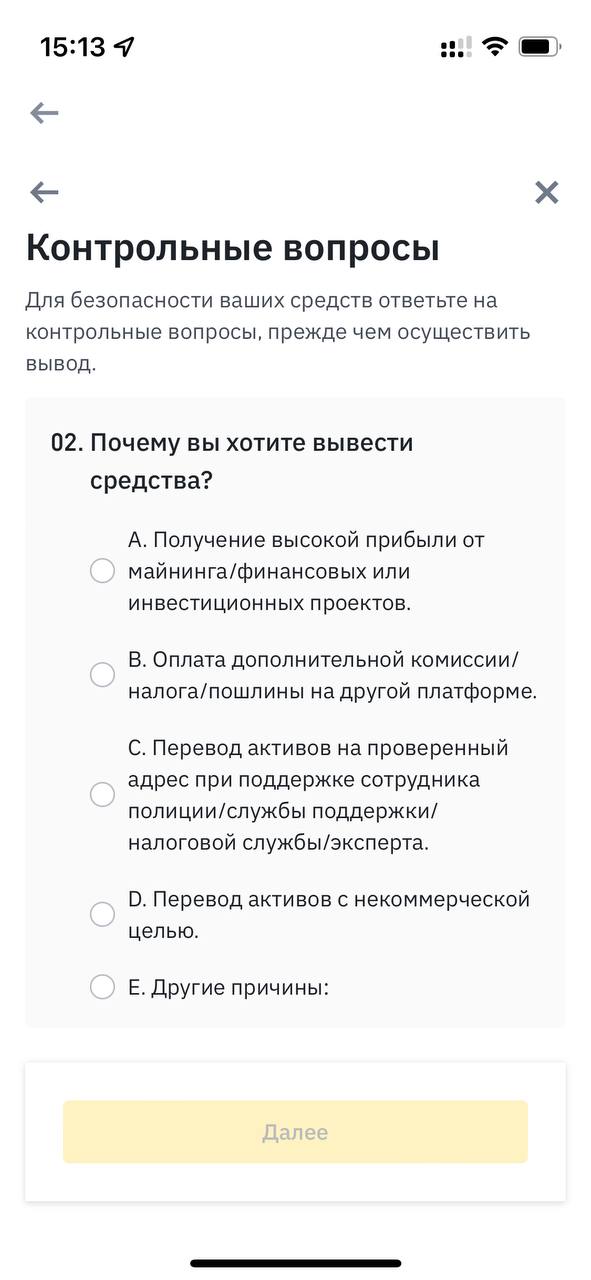 15:13
Контрольные вопросы
Для безопасности ваших средств ответьте на
контрольные вопросы, прежде чем осуществить
вывод.
02. Почему вы хотите вывести
средства?
A. Получение высокой прибыли от
майнинга/финансовых или
инвестиционных проектов.
B. Оплата дополнительной комиссии/
налога/пошлины на другой платформе.
C. Перевод активов на проверенный
адрес при поддержке сотрудника
полиции/службы поддержки/
налоговой службы/эксперта.
D. Перевод активов с некоммерческой
целью.
E. Другие причины:
Далее